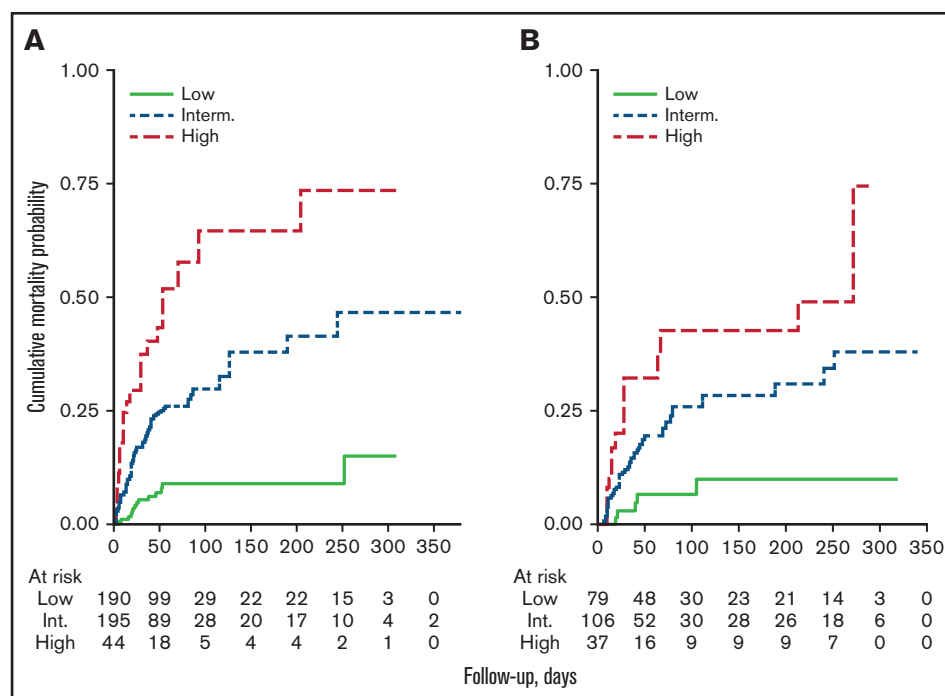 A
1.00
0.75
0.50
0.25
0.00
Cumulative mortality probability
Low
Interm.
High
0 50 100 150 200 250 300 350
At risk
Low 190 99 29 22 22 15 3 0
Int. 195 89 28 20 17 10 4 2
High 44 18 5 4 4 2 1 0
B
1.00
0.75
0.50
0.25
0.00
Low
Interm.
High
0 50 100 150 200 250 300 350
At risk
Low 79 48 30 23 21 14 3 0
Int. 106 52 30 28 26 18 6 0
High 37 16 9 9 9 7 0 0
Follow-up, days